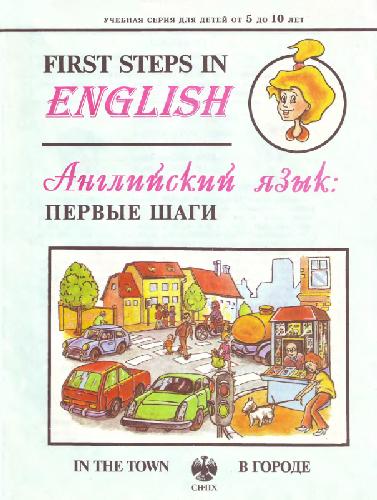 УЧЕБНАЯ СЕРИЯ ДЛЯ ДЕТЕЙ ОТ 5 ДО 10 ЛЕТ
FIRST STEPS IN
ENGLISH
Английский язык:
ПЕРВЫЕ ШАГИ
IN THE TOWN
В ГОРОДЕ